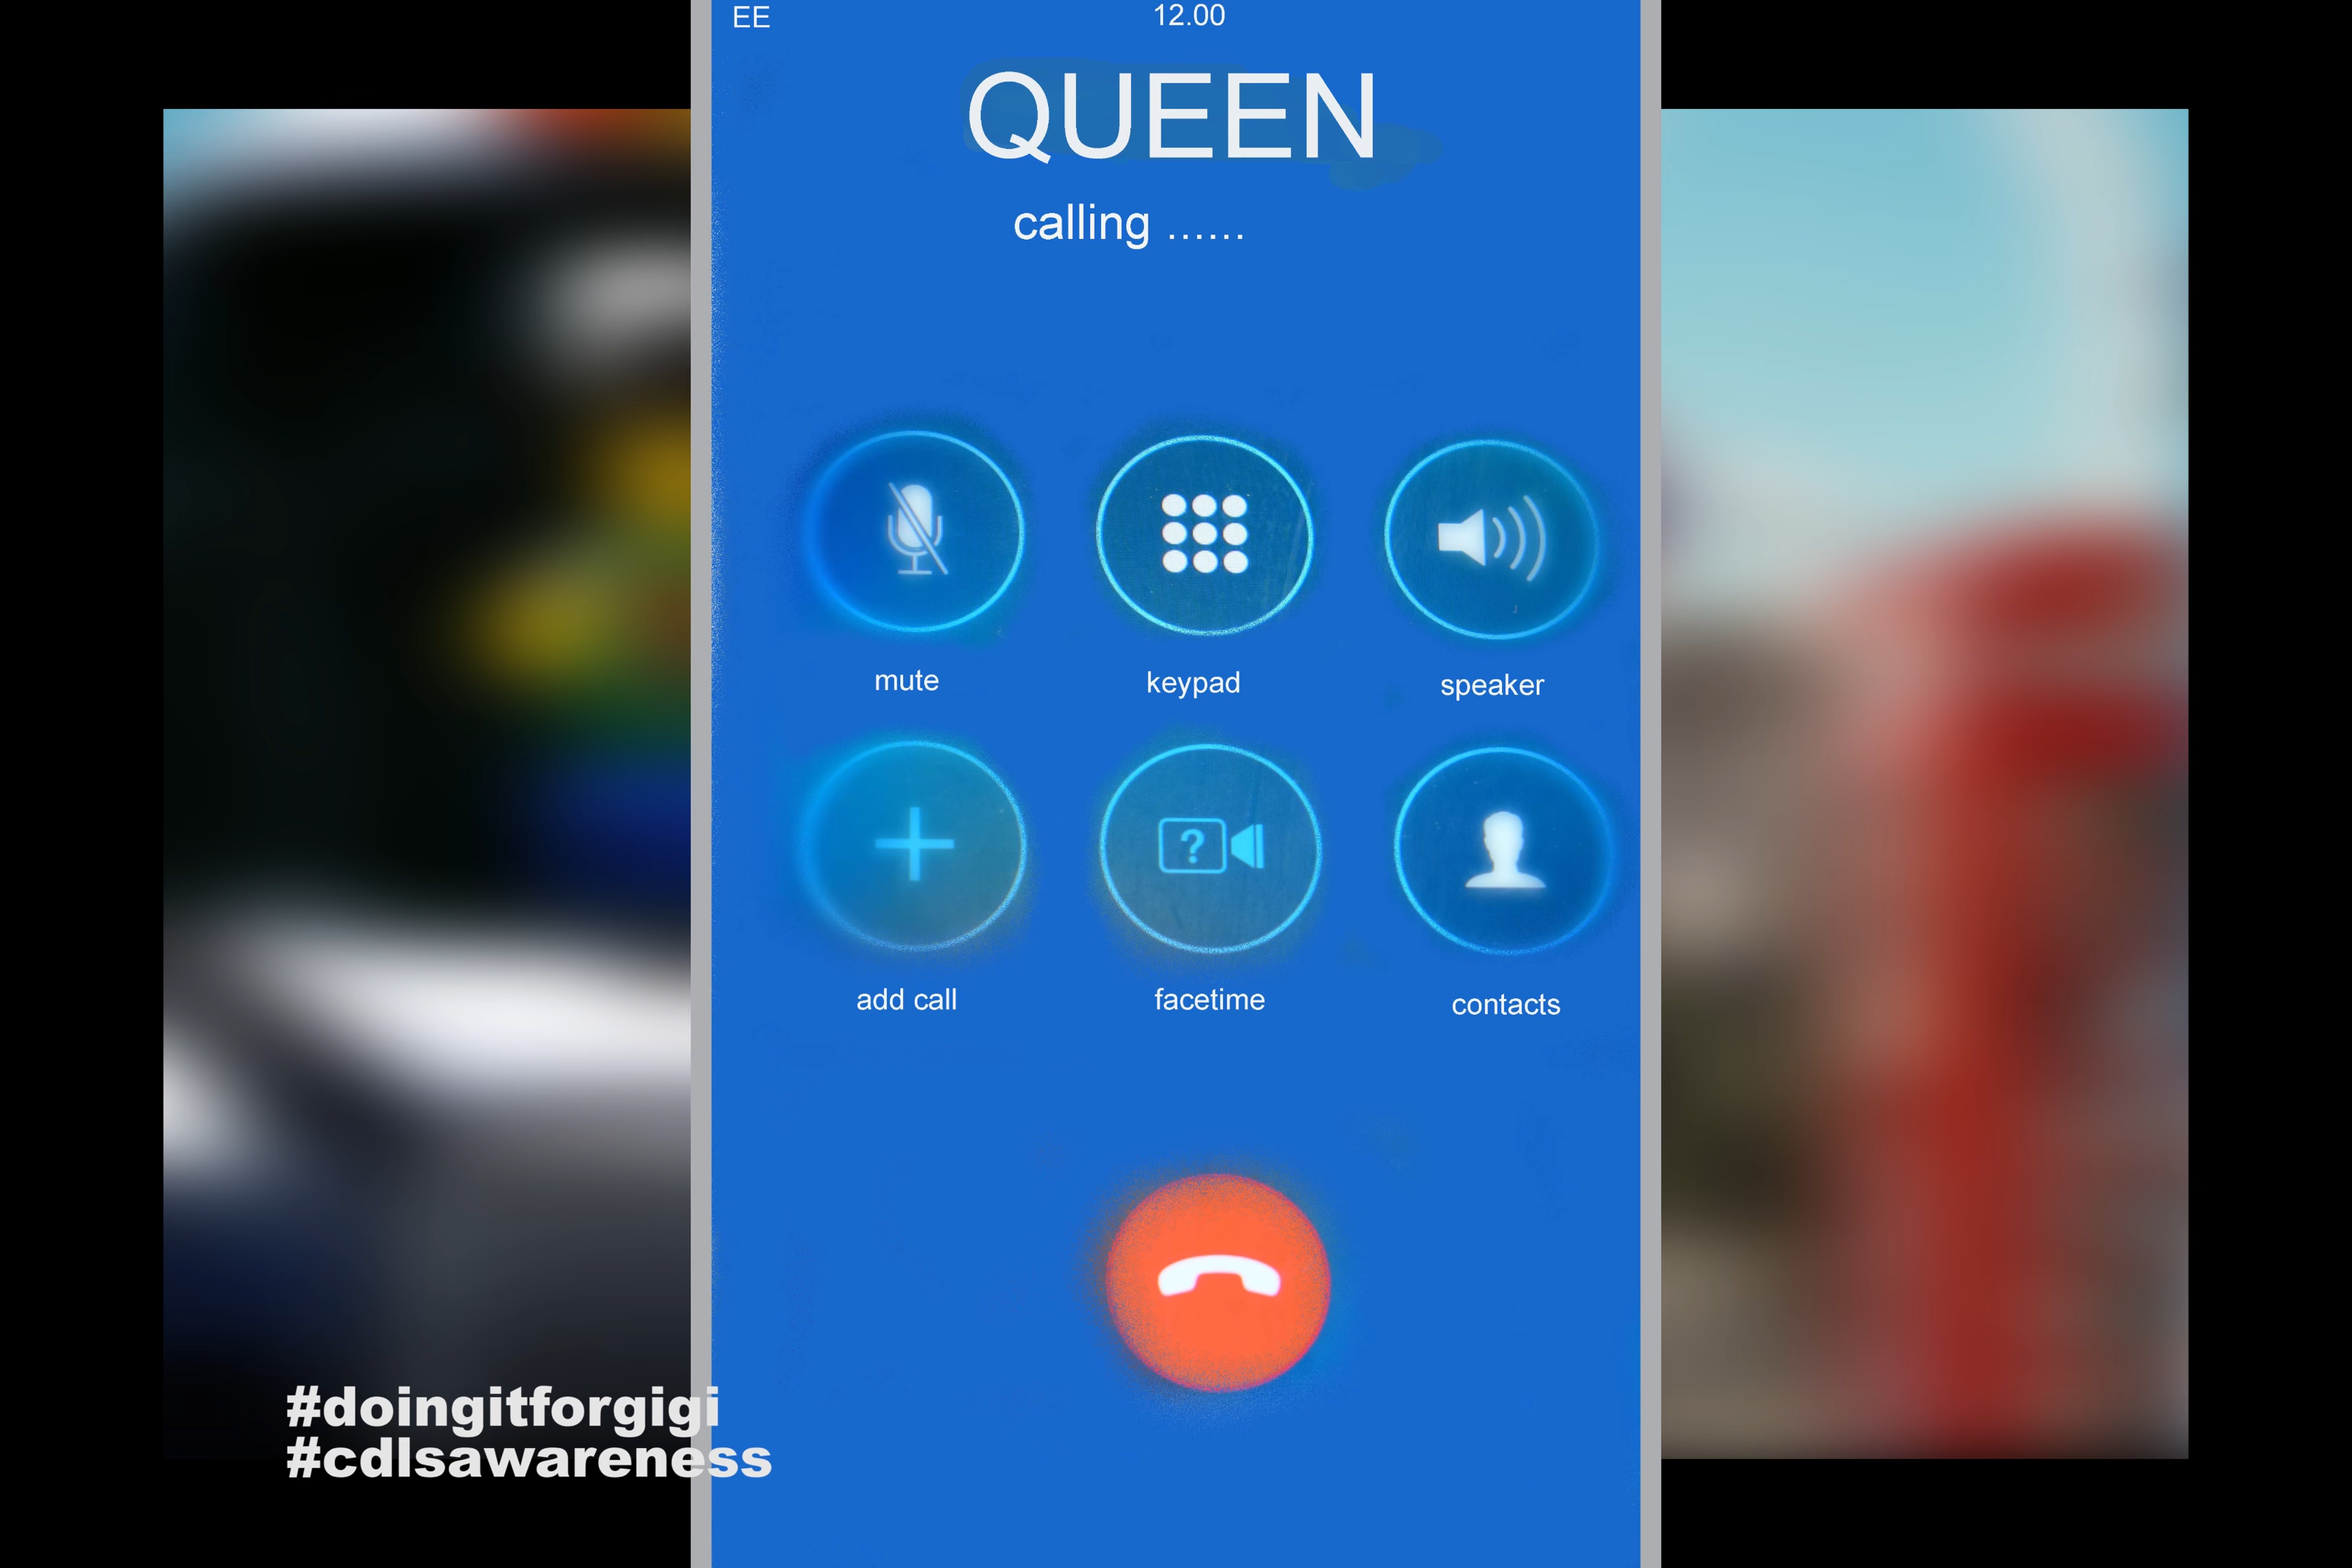 EE 12.00
QUEEN
calling ......
mute keypad speaker
?
add call facetime contacts
#doingitforgigi
#cdlsawareness